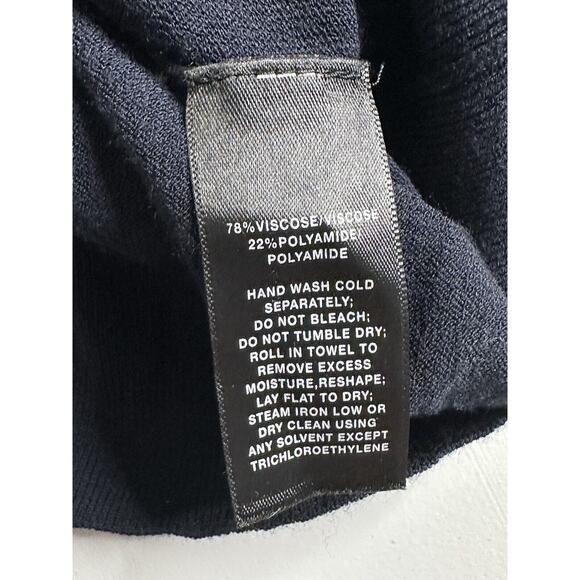 78%VISCOSE/VISCOSE
22%POLYAMIDE/
POLYAMIDE
HAND WASH COLD
SEPARATELY;
DO NOT BLEACH;
DO NOT TUMBLE DRY;
ROLL IN TOWEL TO
REMOVE EXCESS
MOISTURE,RESHAPE;
LAY FLAT TO DRY;
STEAM IRON LOW OR
DRY CLEAN USING
ANY SOLVENT EXCEPT
TRICHLOROETHYLENE